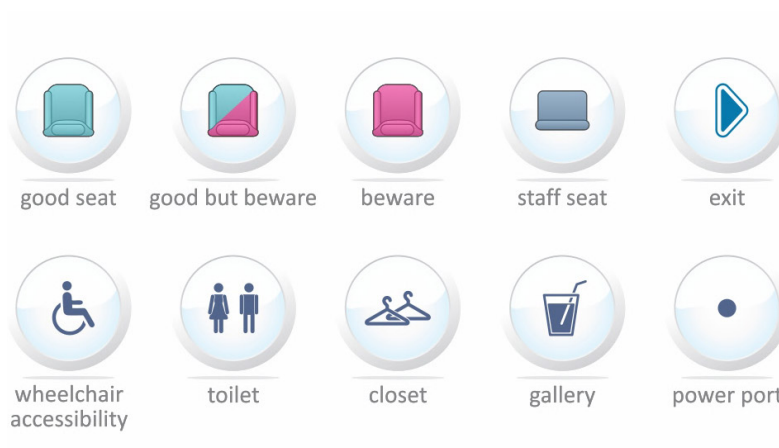 good seat
good but beware
beware
staff seat
exit
wheelchair
accessibility
toilet
closet
gallery
power port